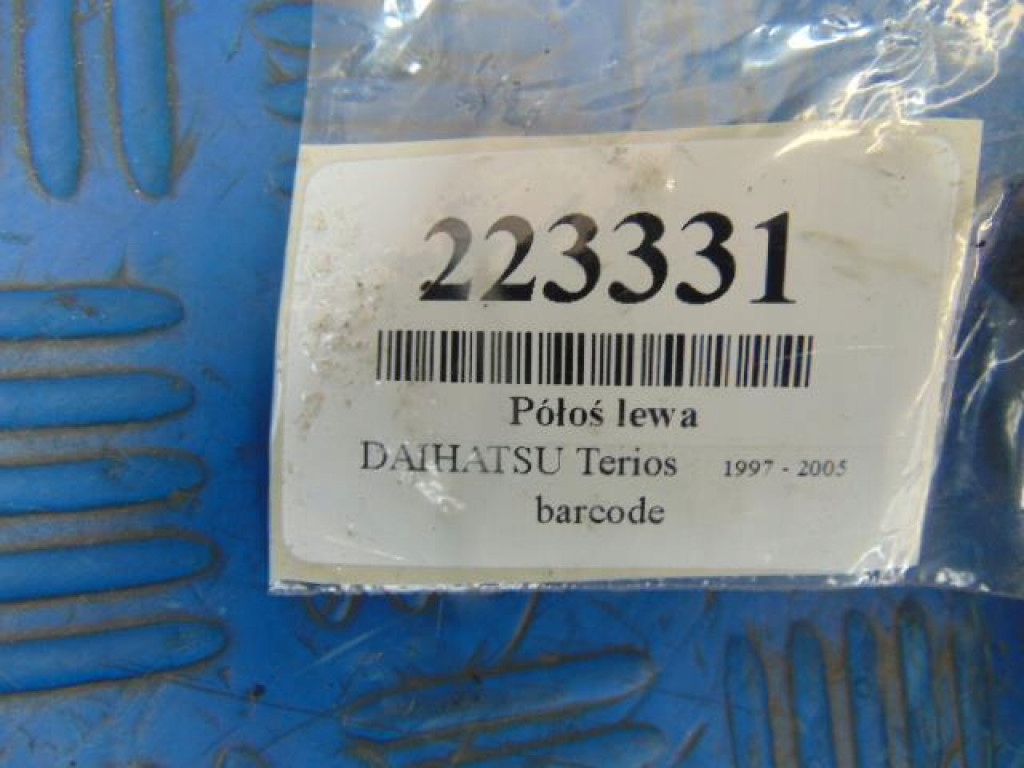 223331
Półoś lewa
DAIHATSU Terios 1997 - 2005
barcode